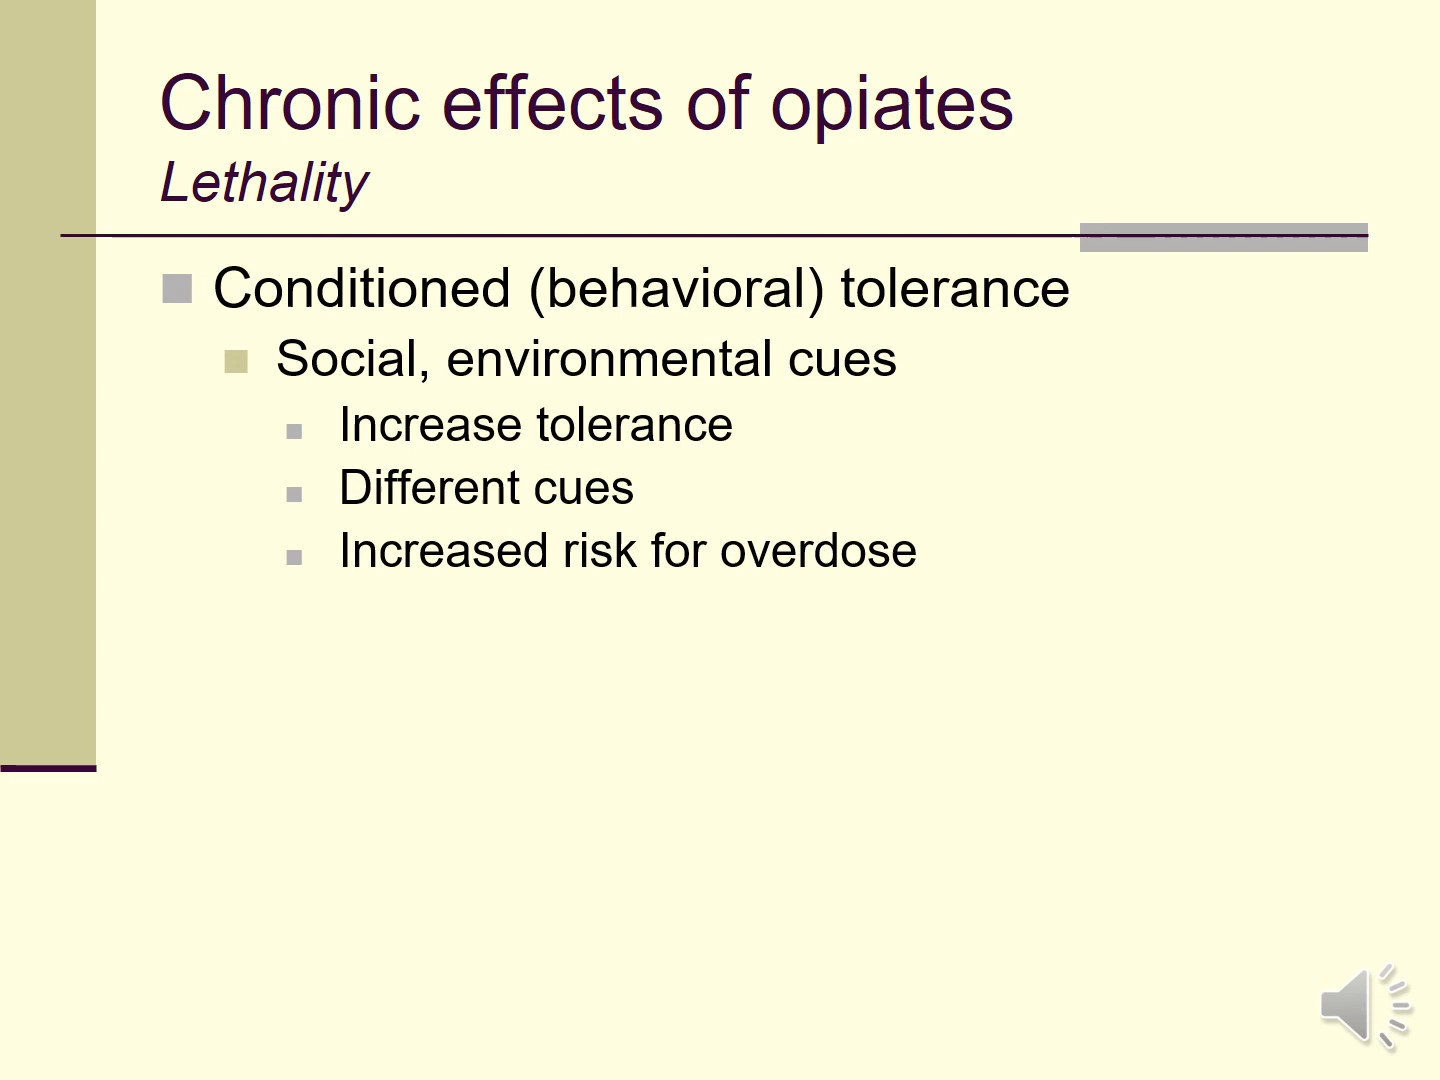 Chronic effects of opiates
Lethality
Conditioned (behavioral) tolerance
Social, environmental cues
Increase tolerance
Different cues
Increased risk for overdose